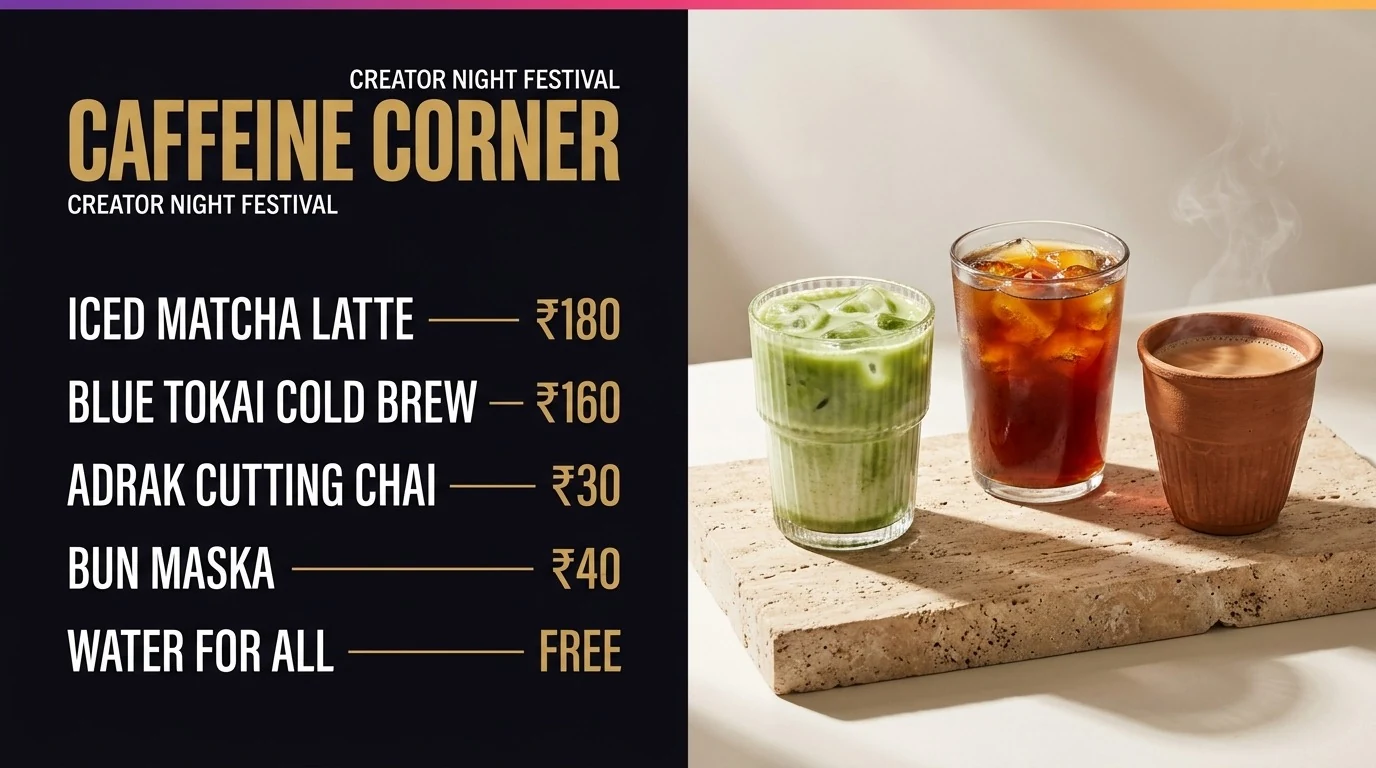 CREATOR NIGHT FESTIVAL
CAFFEINE CORNER
CREATOR NIGHT FESTIVAL
ICED MATCHA LATTE ₹180
BLUE TOKAI COLD BREW ₹160
ADRAK CUTTING CHAI ₹30
BUN MASKA ₹40
WATER FOR ALL FREE